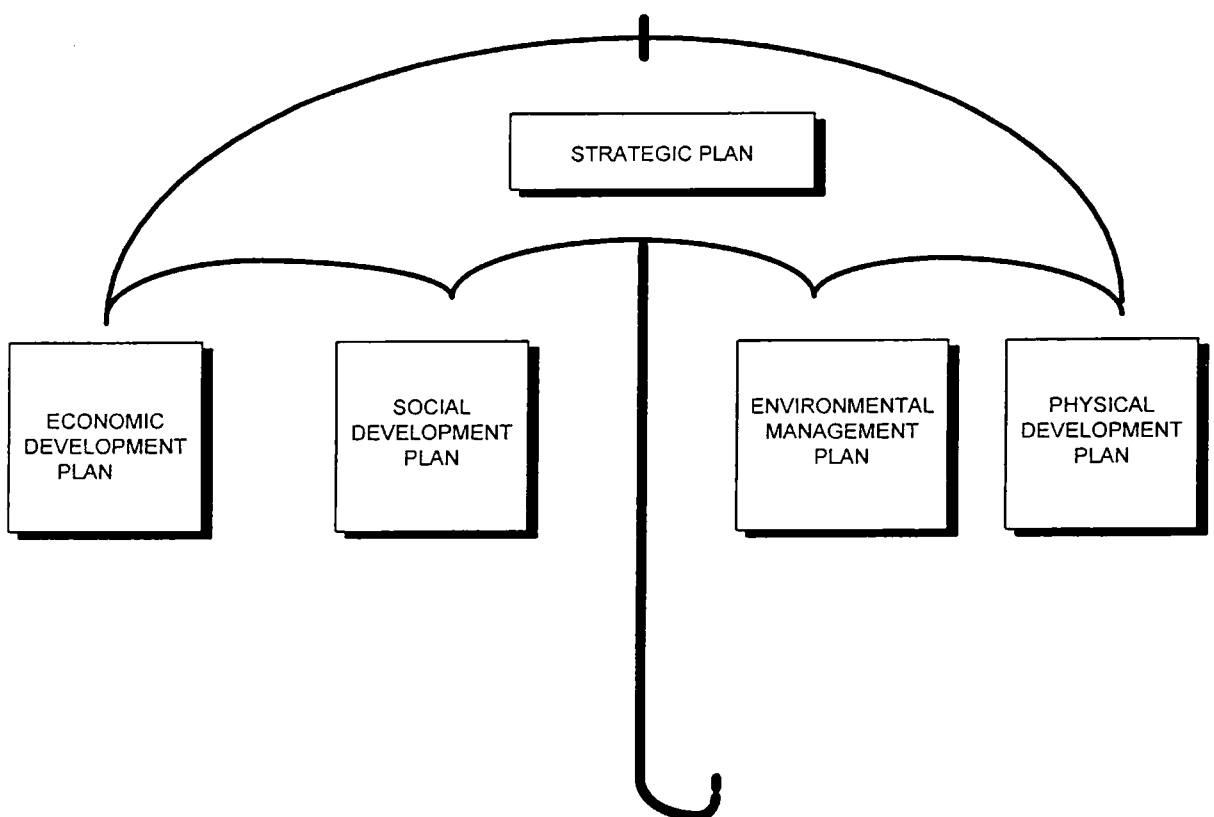 STRATEGIC PLAN
ECONOMIC
DEVELOPMENT
PLAN
SOCIAL
DEVELOPMENT
PLAN
ENVIRONMENTAL
MANAGEMENT
PLAN
PHYSICAL
DEVELOPMENT
PLAN